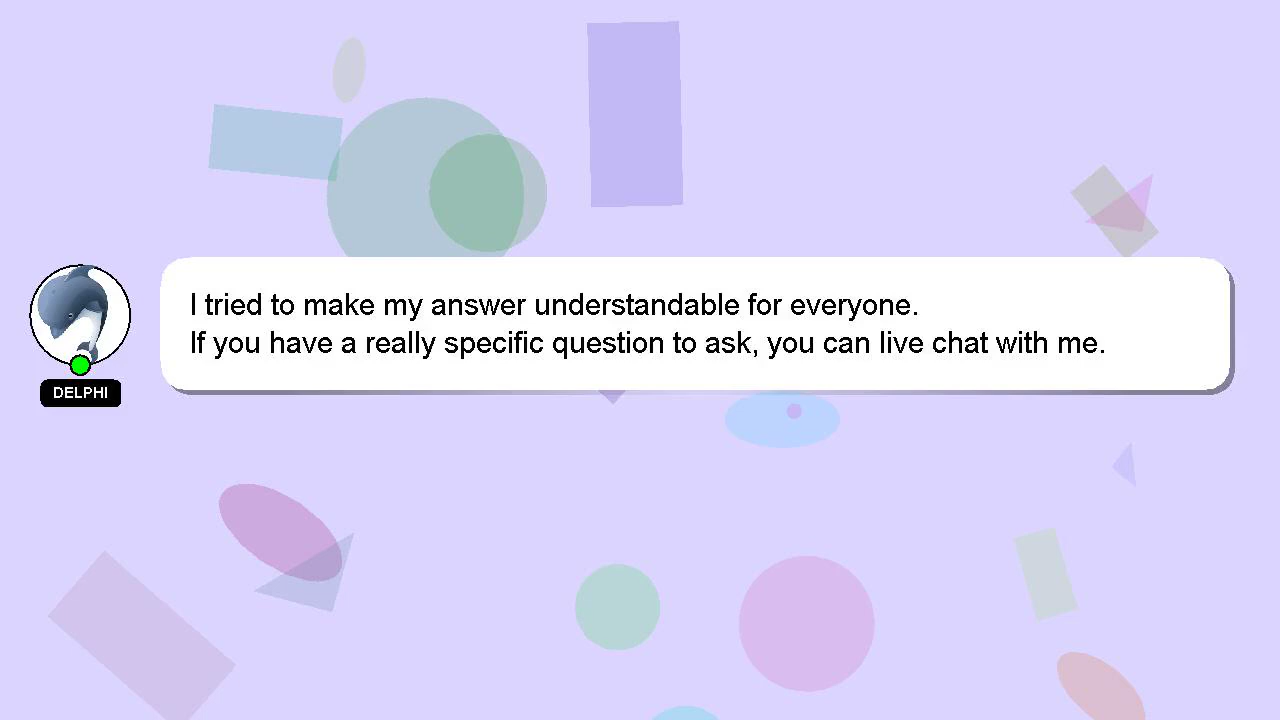 I tried to make my answer understandable for everyone.
If you have a really specific question to ask, you can live chat with me.
DELPHI